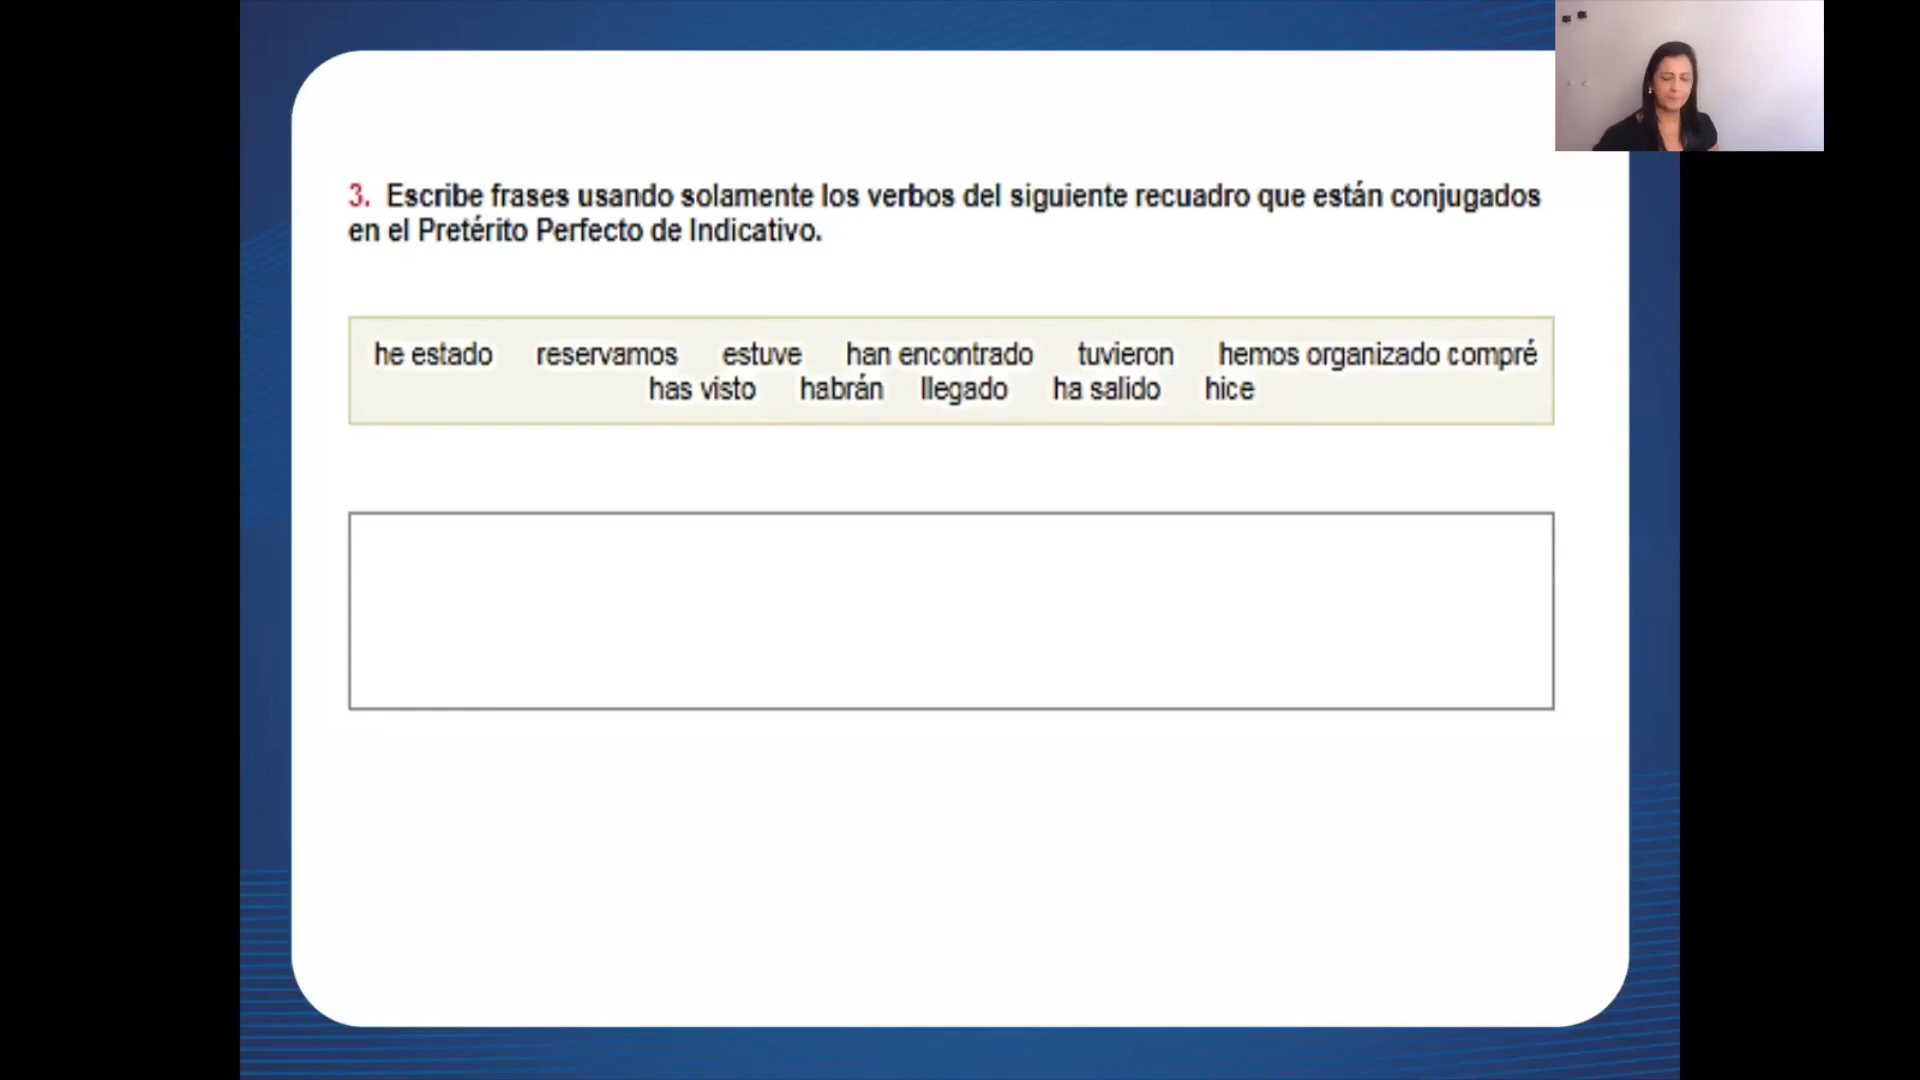 3. Escribe frases usando solamente los verbos del siguiente recuadro que están conjugados
en el Pretérito Perfecto de Indicativo.
he estado reservamos estuve han encontrado tuvieron hemos organizado compré
has visto habrán llegado ha salido hice